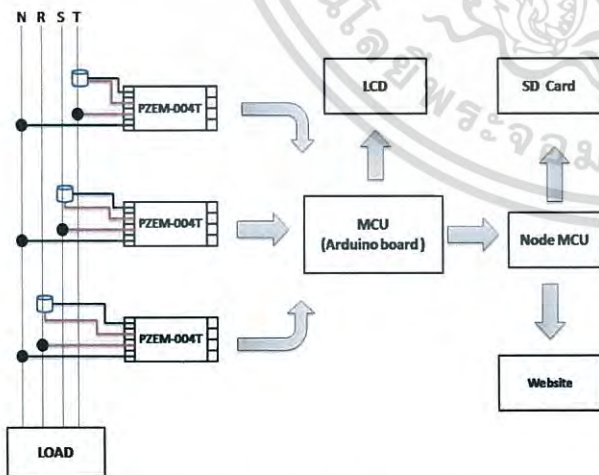 N R S T
PZEM-004T
LCD
SD Card
PZEM-004T
MCU
(Arduino board)
Node MCU
PZEM-004T
Website
LOAD